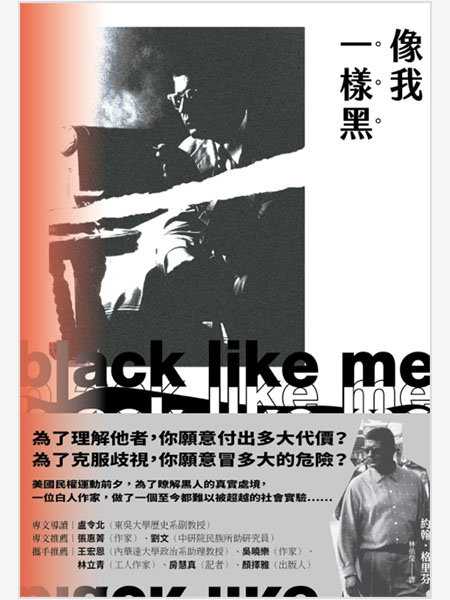 像我
一樣黑
black like me
black like me
為了理解他者,你願意付出多大代價?
為了克服歧視,你願意冒多大的危險?
美國民權運動前夕,為了瞭解黑人的真實處境,
一位白人作家,做了一個至今都難以被超越的社會實驗……
專文導讀|盧令北(東吳大學歷史系副教授)
專文推薦|張惠菁(作家)、劉文(中研院民族所助研究員)
攜手推薦|王宏恩(內華達大學政治系助理教授)、吳曉樂(作家)、
林立青(工人作家)、房慧真(記者)、顏擇雅(出版人)
約翰・格里芬
林依瑩——譯
black like me